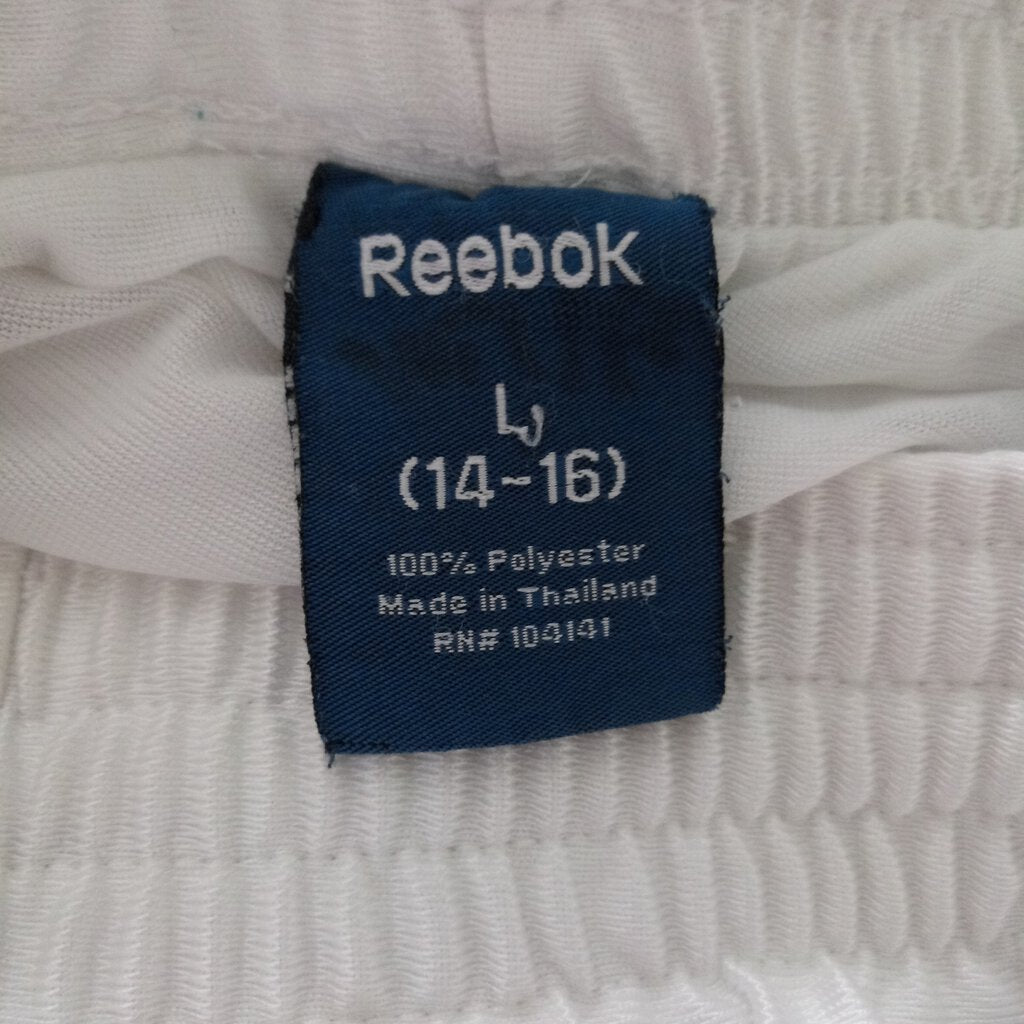 Reebok
L
(14-16)
100% Polyester
Made in Thailand
RN# 104141